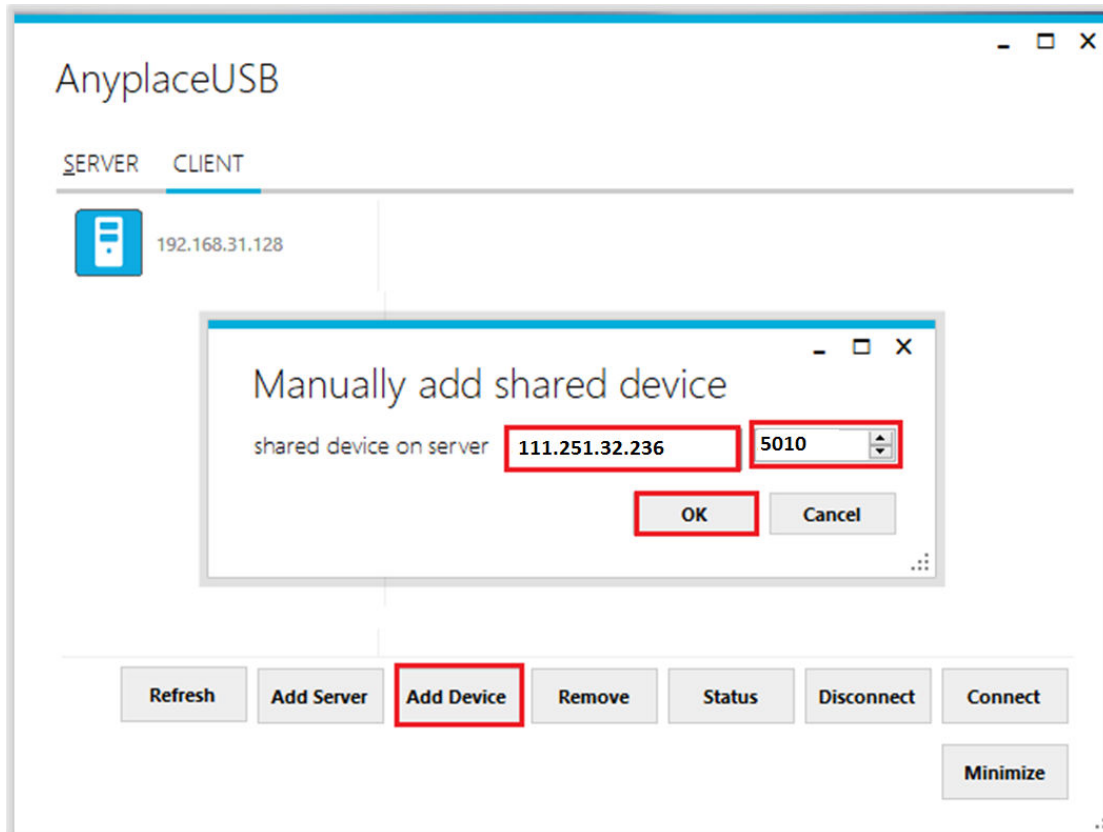 AnyplaceUSB
SERVER CLIENT
192.168.31.128
Manually add shared device
shared device on server 111.251.32.236 5010
OK Cancel
Refresh Add Server Add Device Remove Status Disconnect Connect
Minimize